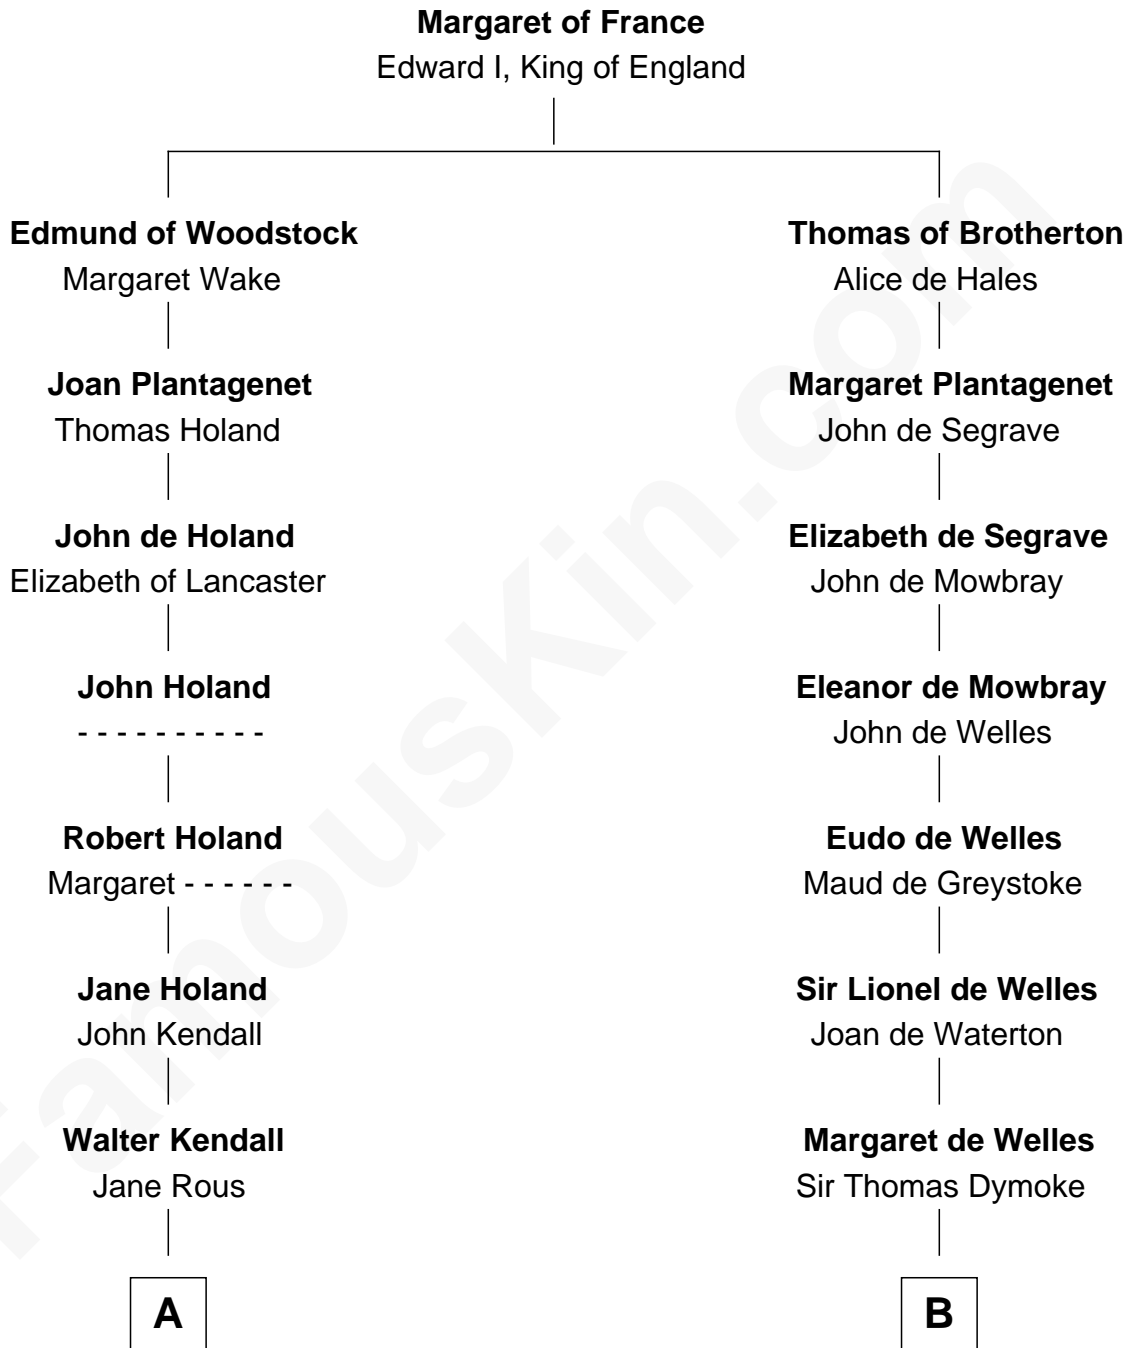 Margaret of France
Edward I, King of England
Edmund of Woodstock
Margaret Wake
Thomas of Brotherton
Alice de Hales
Joan Plantagenet
Thomas Holand
Margaret Plantagenet
John de Segrave
John de Holand
Elizabeth of Lancaster
Elizabeth de Segrave
John de Mowbray
John Holand
- - - - - - - - - -
Eleanor de Mowbray
John de Welles
Robert Holand
Margaret - - - - - -
Eudo de Welles
Maud de Greystoke
Jane Holand
John Kendall
Sir Lionel de Welles
Joan de Waterton
Walter Kendall
Jane Rous
Margaret de Welles
Sir Thomas Dymoke
A
B
FamousKin.com